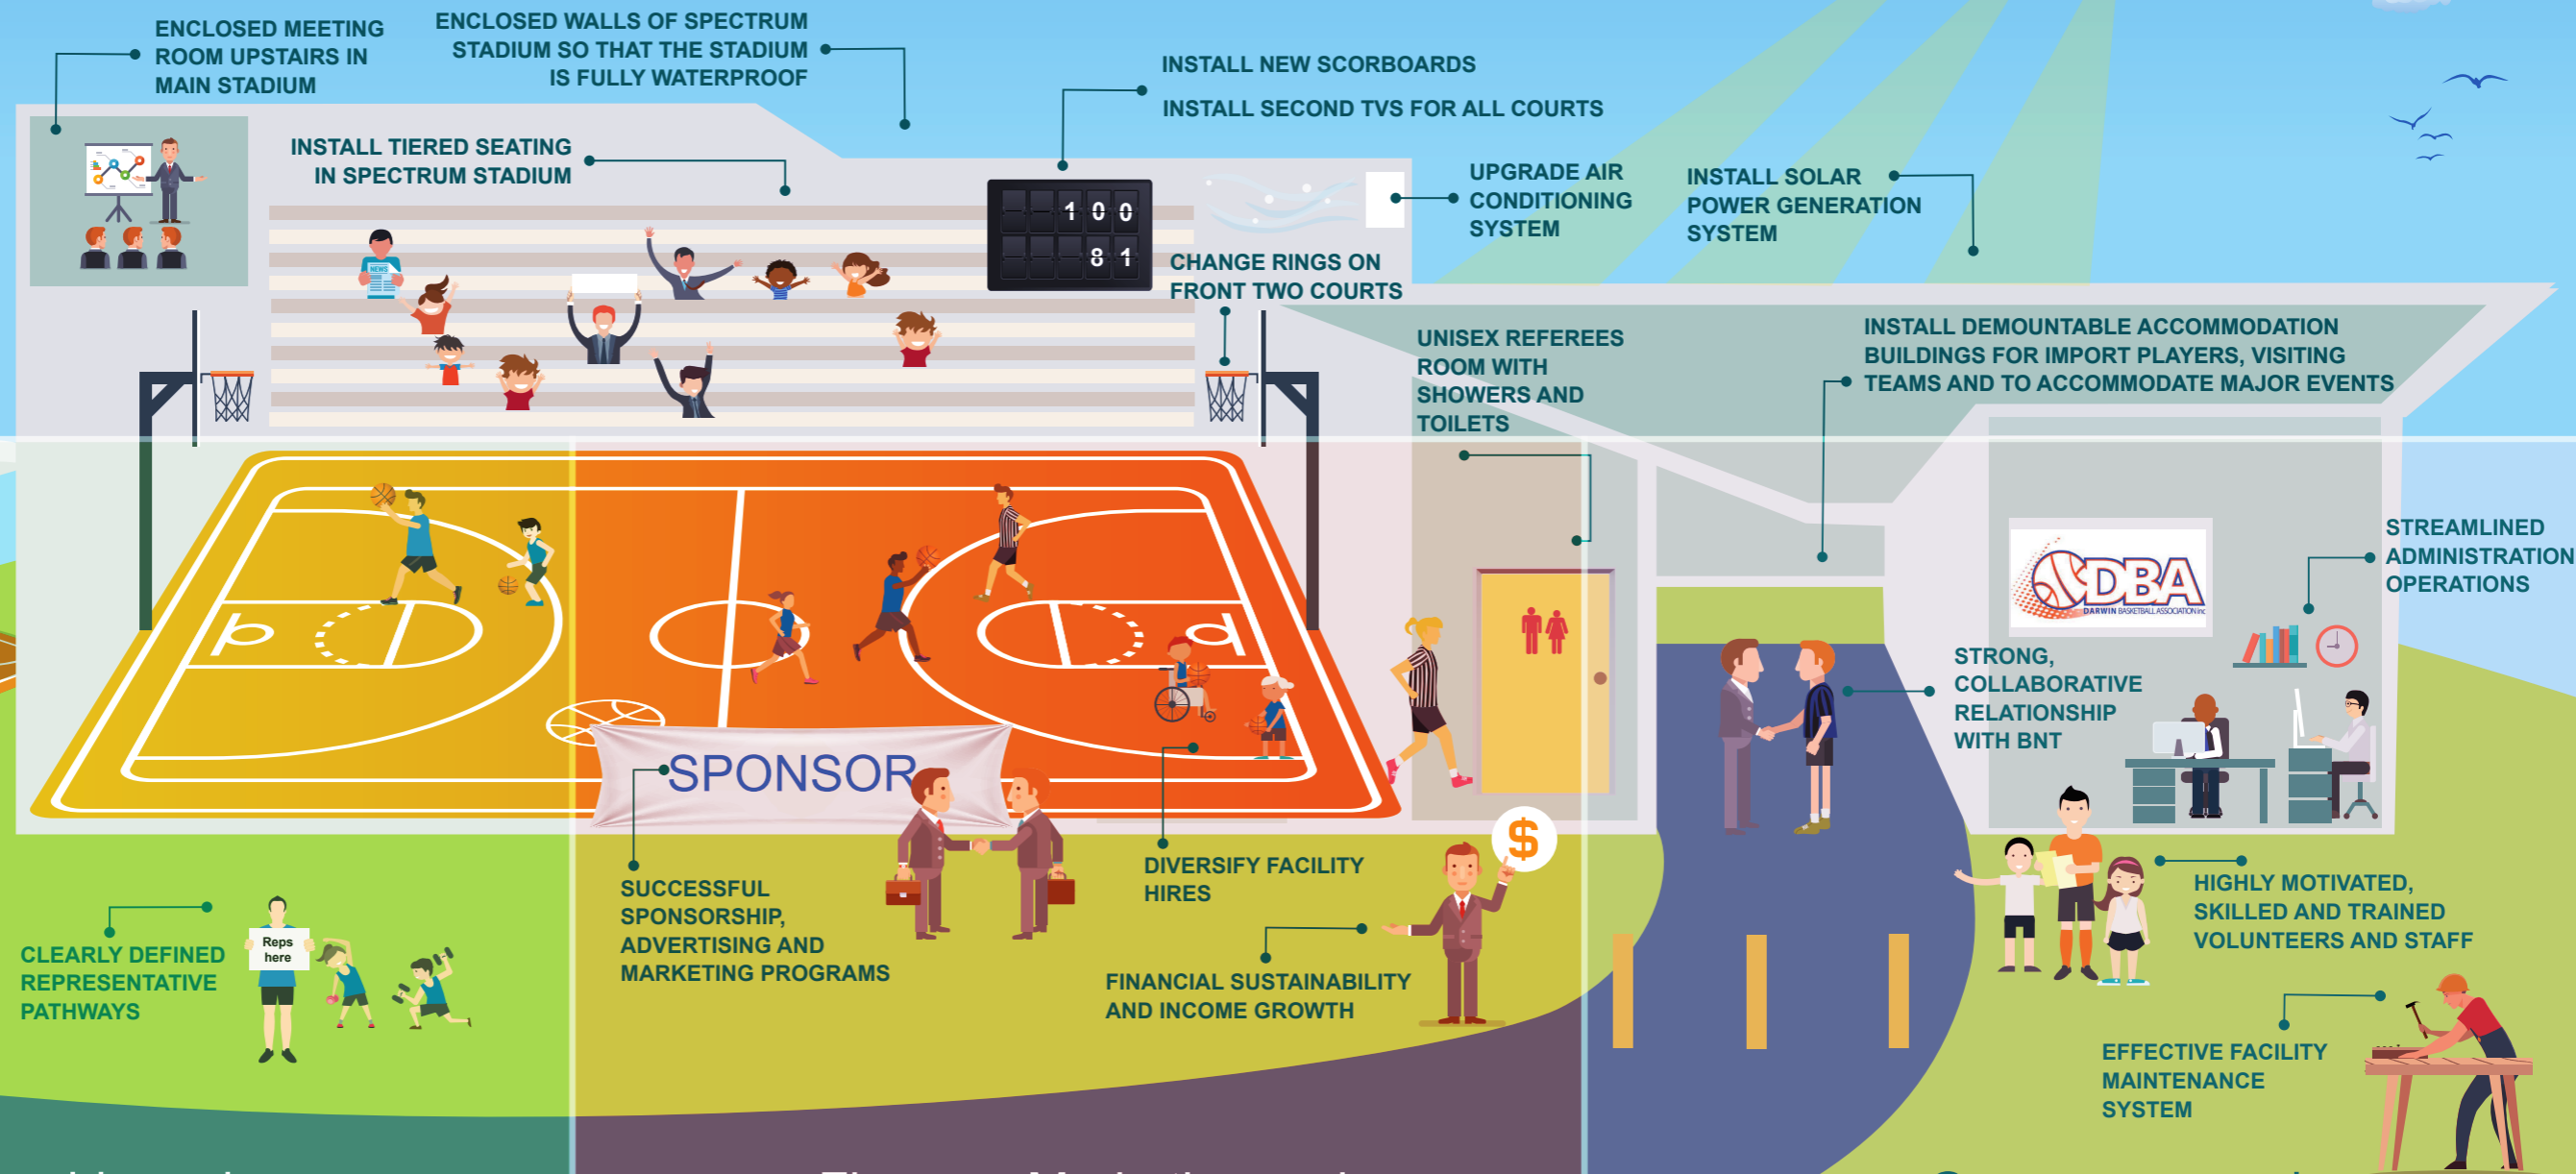 ENCLOSED MEETING
ROOM UPSTAIRS IN
MAIN STADIUM
ENCLOSED WALLS OF SPECTRUM
STADIUM SO THAT THE STADIUM
IS FULLY WATERPROOF
INSTALL NEW SCORBOARDS
INSTALL SECOND TVS FOR ALL COURTS
INSTALL TIERED SEATING
IN SPECTRUM STADIUM
UPGRADE AIR
CONDITIONING
SYSTEM
INSTALL SOLAR
POWER GENERATION
SYSTEM
1 0 0
8 1
NEWS
CHANGE RINGS ON
FRONT TWO COURTS
UNISEX REFEREES
ROOM WITH
SHOWERS AND
TOILETS
INSTALL DEMOUNTABLE ACCOMMODATION
BUILDINGS FOR IMPORT PLAYERS, VISITING
TEAMS AND TO ACCOMMODATE MAJOR EVENTS
DBA
DARWIN BASKETBALL ASSOCIATION Inc
STREAMLINED
ADMINISTRATION
OPERATIONS
STRONG,
COLLABORATIVE
RELATIONSHIP
WITH BNT
SPONSOR
$
SUCCESSFUL
SPONSORSHIP,
ADVERTISING AND
MARKETING PROGRAMS
DIVERSIFY FACILITY
HIRES
HIGHLY MOTIVATED,
SKILLED AND TRAINED
VOLUNTEERS AND STAFF
Reps
here
CLEARLY DEFINED
REPRESENTATIVE
PATHWAYS
FINANCIAL SUSTAINABILITY
AND INCOME GROWTH
EFFECTIVE FACILITY
MAINTENANCE
SYSTEM